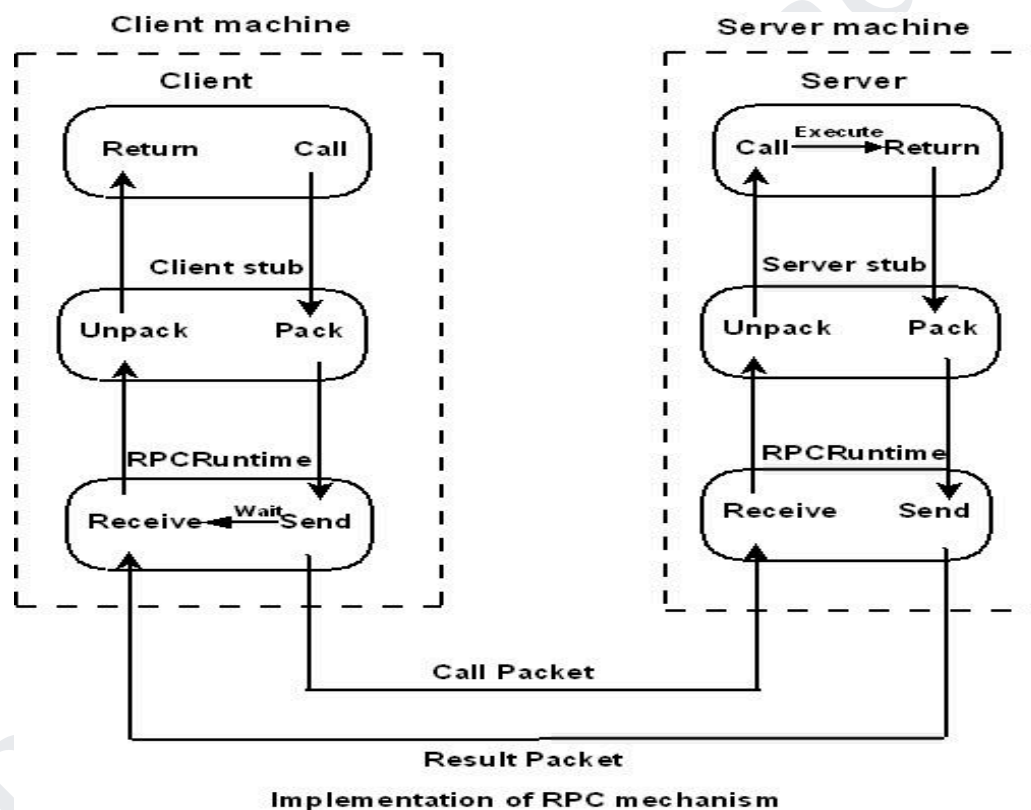 Client machine
Server machine
Client
Server
Return Call
Call Execute Return
Client stub
Server stub
Unpack Pack
Unpack Pack
RPCRuntime
RPCRuntime
Receive Wait Send
Receive Send
Call Packet
Result Packet
Implementation of RPC mechanism